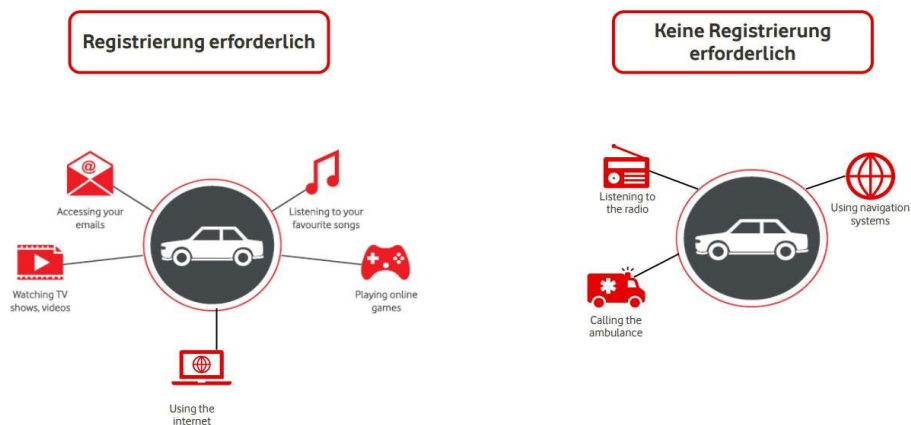 Registrierung erforderlich
Keine Registrierung
erforderlich
@
Accessing your
emails
Listening to your
favourite songs
Watching TV
shows, videos
Playing online
games
Using the
internet
Listening to
the radio
Using navigation
systems
Calling the
ambulance